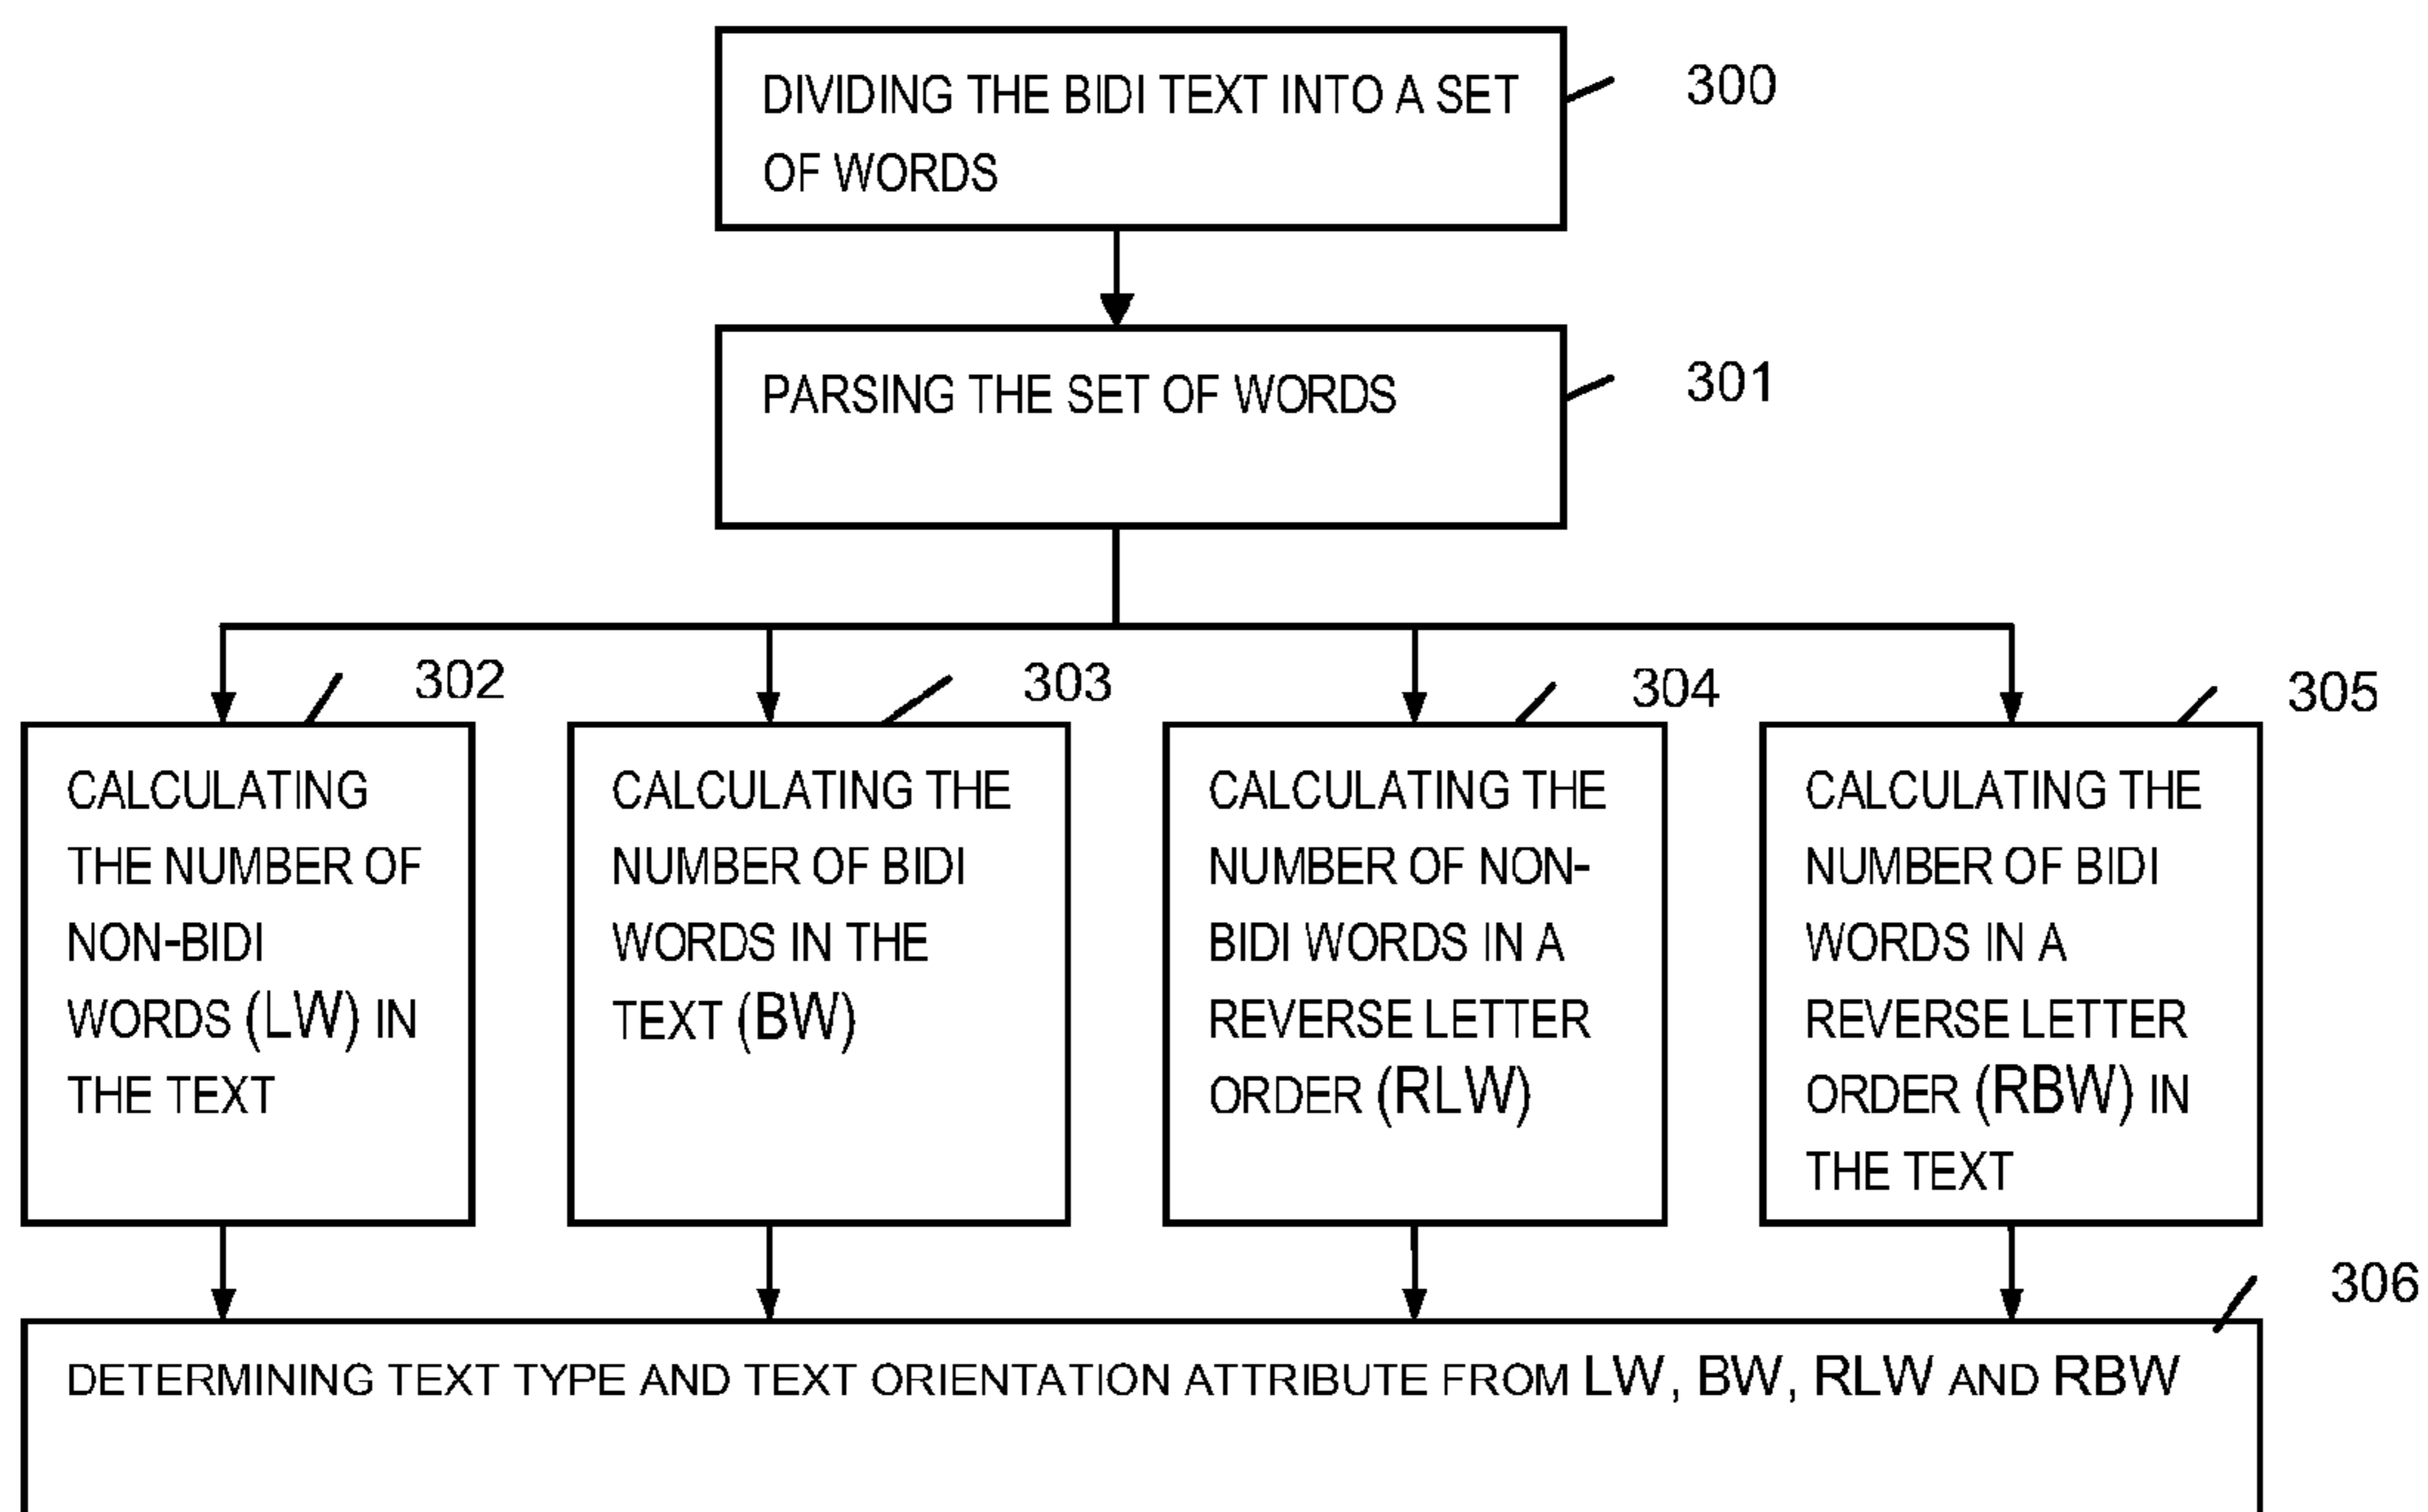 DIVIDING THE BIDI TEXT INTO A SET
OF WORDS
300
PARSING THE SET OF WORDS
301
302
CALCULATING
THE NUMBER OF
NON-BIDI
WORDS (LW) IN
THE TEXT
303
CALCULATING THE
NUMBER OF BIDI
WORDS IN THE
TEXT (BW)
304
CALCULATING THE
NUMBER OF NON-
BIDI WORDS IN A
REVERSE LETTER
ORDER (RLW)
305
CALCULATING THE
NUMBER OF BIDI
WORDS IN A
REVERSE LETTER
ORDER (RBW) IN
THE TEXT
306
DETERMINING TEXT TYPE AND TEXT ORIENTATION ATTRIBUTE FROM LW, BW, RLW AND RBW